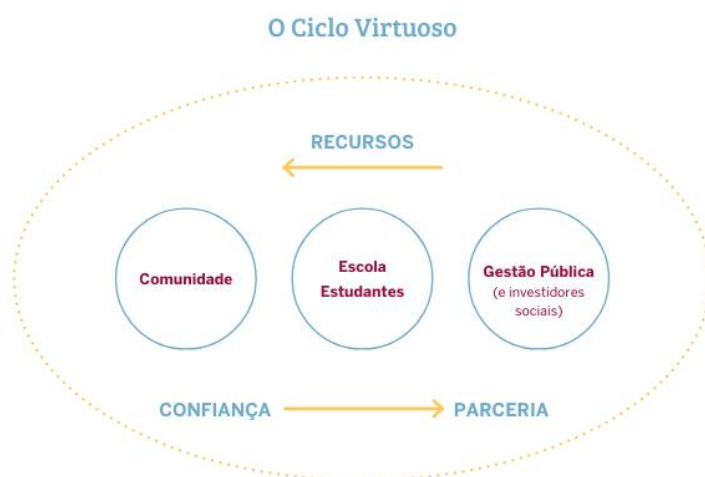 O Ciclo Virtuoso
RECURSOS
Comunidade
Escola
Estudantes
Gestão Pública
(e investidores
sociais)
CONFIANÇA
PARCERIA